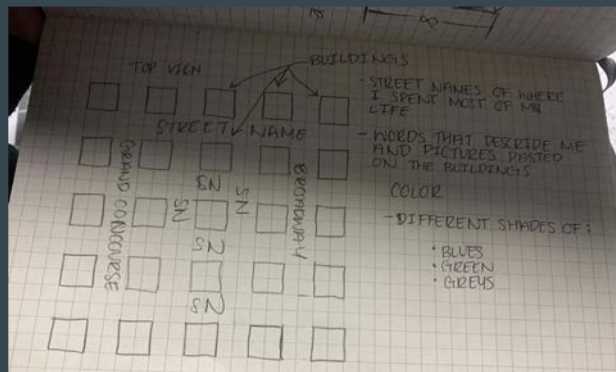 8
BUILDINGS
TOP VIEW
- STREET NAMES OF WHERE
I SPENT MOST OF MY
LIFE
STREET NAME
- WORDS THAT DESCRIBE ME
AND PICTURES PASTED
ON THE BUILDINGS
GRAND CONCOURSE
BROADWAY
SN
SN
SN
SN
SN
COLOR
- DIFFERENT SHADES OF:
• BLUES
• GREEN
• GREYS